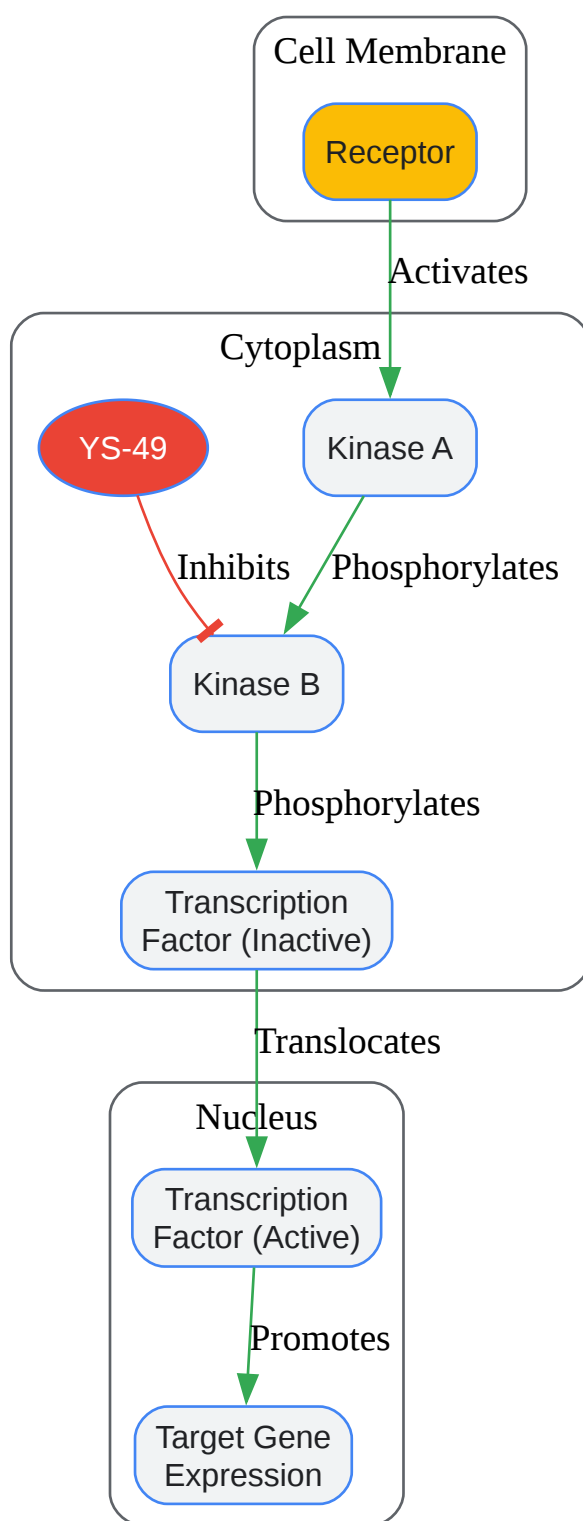 Cell Membrane
Receptor
Activates
Cytoplasm
YS-49
Kinase A
Inhibits
Phosphorylates
Kinase B
Phosphorylates
Transcription
Factor (Inactive)
Translocates
Nucleus
Transcription
Factor (Active)
Promotes
Target Gene
Expression